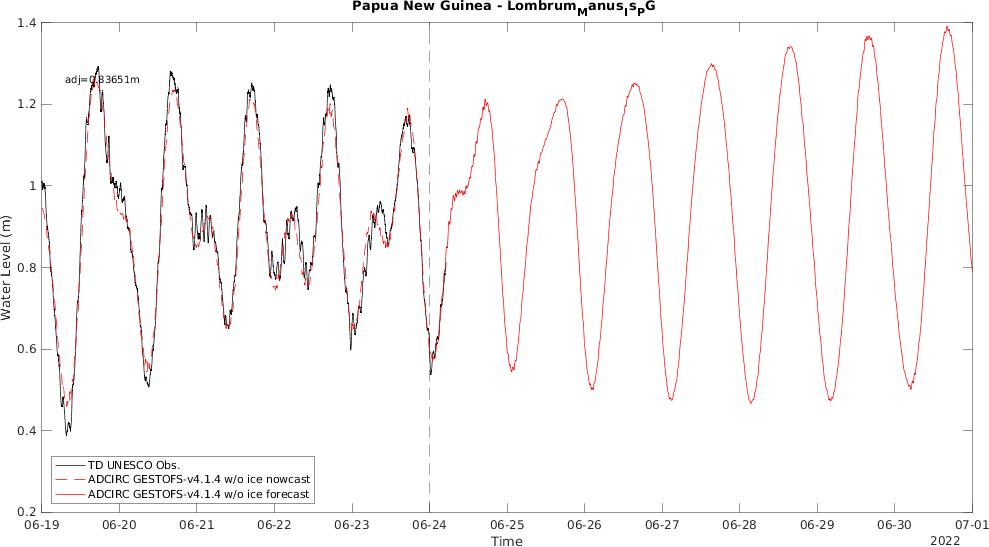 Papua New Guinea - LombrumManusIsPG
1.4
adj=0.83651m
1.2
1
0.8
0.6
0.4
0.2
Water Level (m)
TD UNESCO Obs.
ADCIRC GESTOFS-v4.1.4 w/o ice nowcast
ADCIRC GESTOFS-v4.1.4 w/o ice forecast
06-19 06-20 06-21 06-22 06-23 06-24 06-25 06-26 06-27 06-28 06-29 06-30 07-01
Time
2022